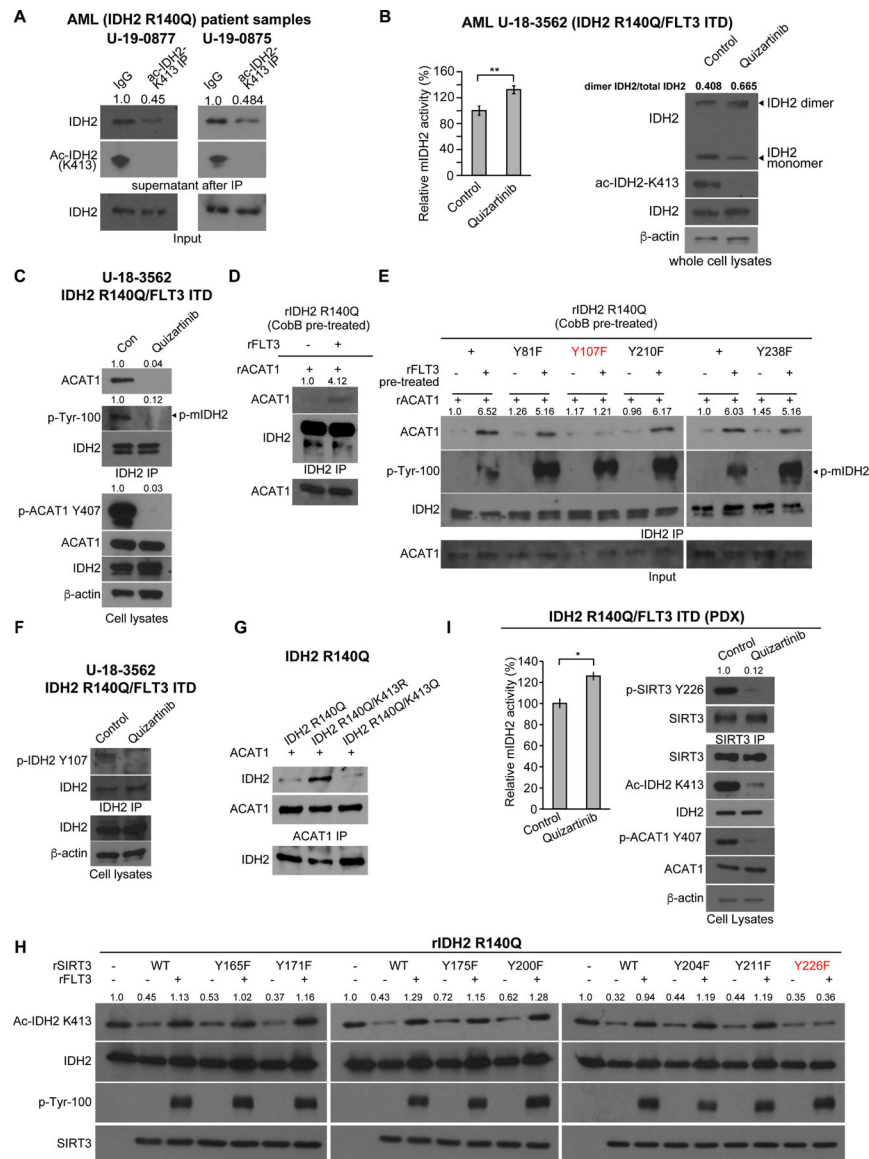 A
AML (IDH2 R140Q) patient samples
U-19-0877 U-19-0875
IgG
ac-IDH2-K413 IP
IgG
ac-IDH2-K413 IP
1.0 0.45 1.0 0.484
IDH2
Ac-IDH2 (K413)
supernatant after IP
IDH2
Input
B
AML U-18-3562 (IDH2 R140Q/FLT3 ITD)
Relative mIDH2 activity (%)
160
140
120
100
80
60
40
20
0
**
Control
Quizartinib
Control
Quizartinib
dimer IDH2/total IDH2 0.408 0.665
IDH2 dimer
IDH2
IDH2 monomer
ac-IDH2-K413
IDH2
β-actin
whole cell lysates
C
U-18-3562
IDH2 R140Q/FLT3 ITD
Con
Quizartinib
1.0 0.04
ACAT1
1.0 0.12
p-Tyr-100 p-mIDH2
IDH2
IDH2 IP
1.0 0.03
p-ACAT1 Y407
ACAT1
IDH2
β-actin
Cell lysates
D
rIDH2 R140Q
(CobB pre-treated)
rFLT3 - +
rACAT1 + +
1.0 4.12
ACAT1
IDH2
IDH2 IP
ACAT1
E
rIDH2 R140Q
(CobB pre-treated)
+ Y81F Y107F Y210F + Y238F
rFLT3 pre-treated - + - + - + - + - + - +
rACAT1 + + + + + + + + + + + +
1.0 6.52 1.26 5.16 1.17 1.21 0.96 6.17 1.0 6.03 1.45 5.16
ACAT1
p-Tyr-100 p-mIDH2
IDH2
IDH2 IP
ACAT1
Input
F
U-18-3562
IDH2 R140Q/FLT3 ITD
Control
Quizartinib
p-IDH2 Y107
IDH2
IDH2 IP
IDH2
β-actin
Cell lysates
G
IDH2 R140Q
IDH2 R140Q
IDH2 R140Q/K413R
IDH2 R140Q/K413Q
ACAT1 + + +
IDH2
ACAT1
ACAT1 IP
IDH2
I
IDH2 R140Q/FLT3 ITD (PDX)
Relative mIDH2 activity (%)
140
120
100
80
60
40
20
0
*
Control
Quizartinib
Control
Quizartinib
1.0 0.12
p-SIRT3 Y226
SIRT3
SIRT3 IP
SIRT3
Ac-IDH2 K413
IDH2
p-ACAT1 Y407
ACAT1
β-actin
Cell Lysates
H
rIDH2 R140Q
rSIRT3 - WT Y165F Y171F - WT Y175F Y200F - WT Y204F Y211F Y226F
rFLT3 - - + - + - + - - + - + - + - - + - + - + - +
1.0 0.45 1.13 0.53 1.02 0.37 1.16 1.0 0.43 1.29 0.72 1.15 0.62 1.28 1.0 0.32 0.94 0.44 1.19 0.44 1.19 0.35 0.36
Ac-IDH2 K413
IDH2
p-Tyr-100
SIRT3